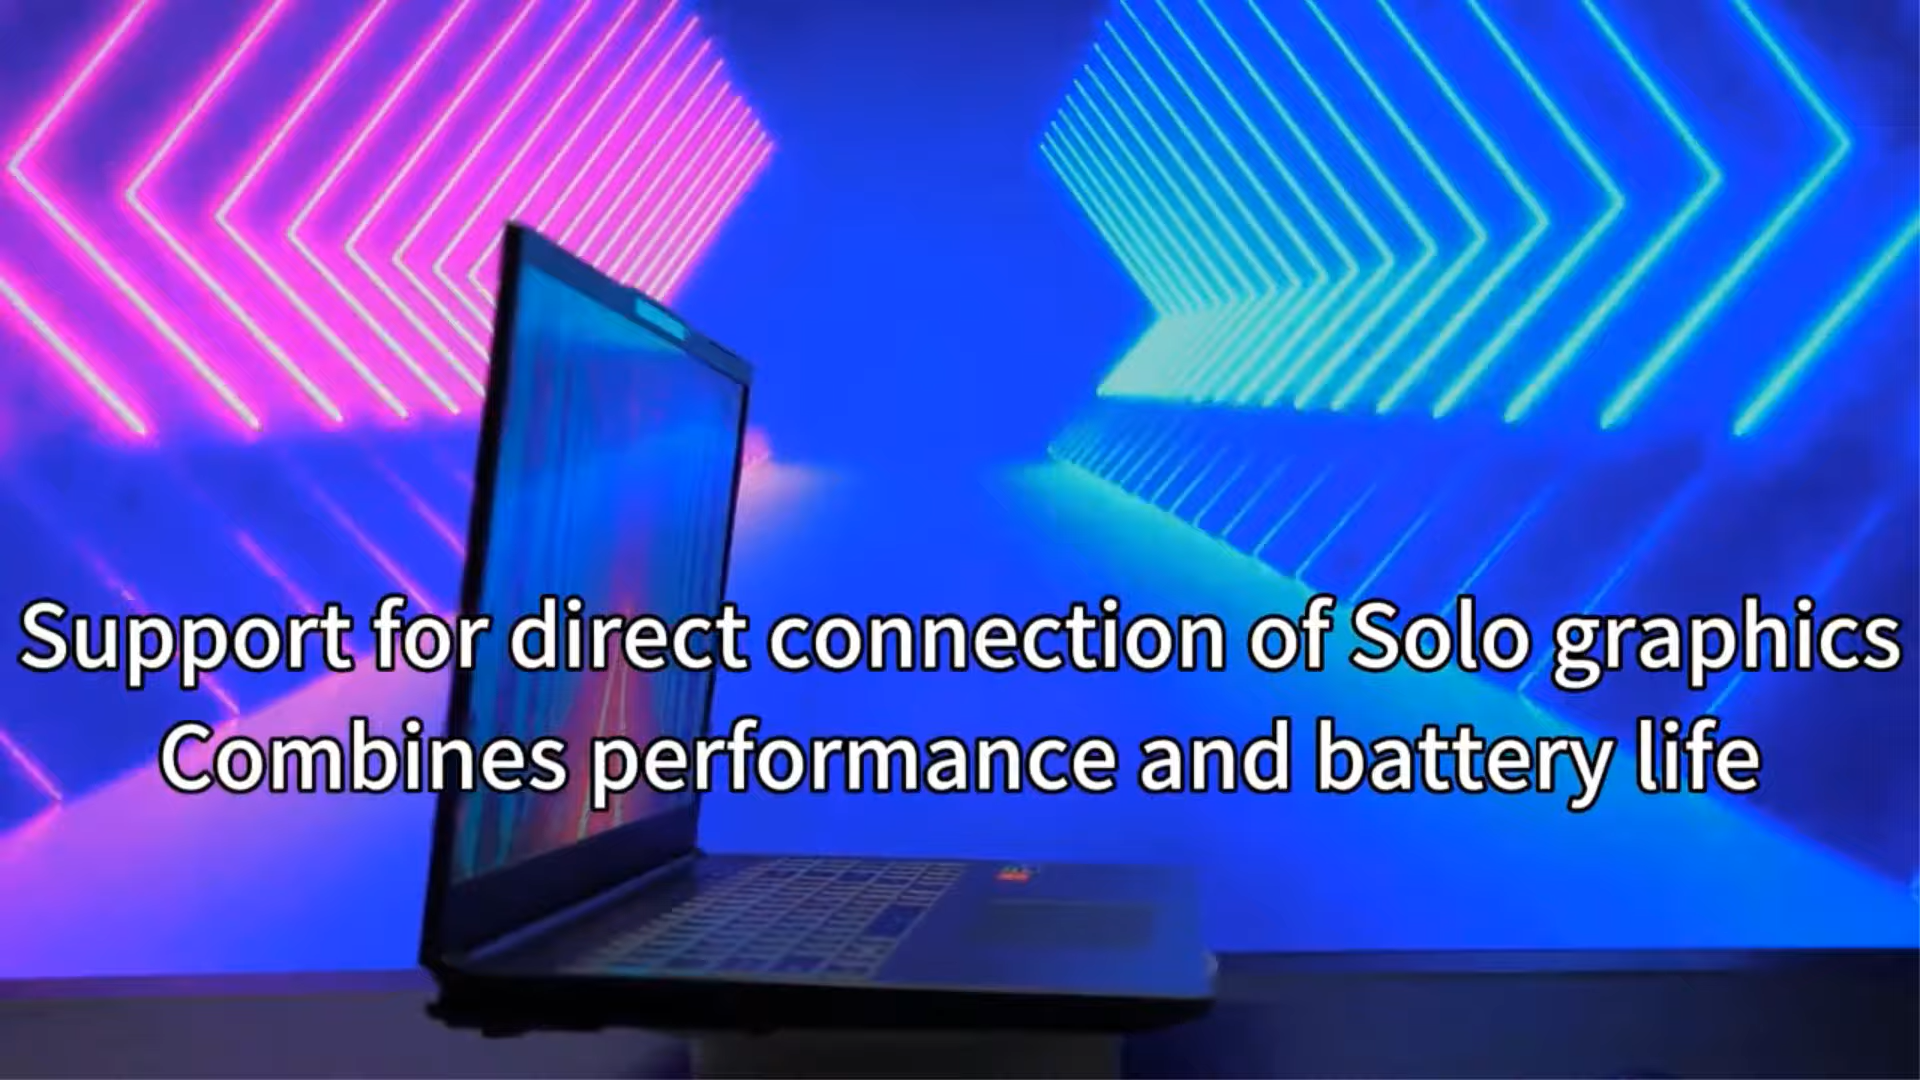 Support for direct connection of Solo graphics
Combines performance and battery life